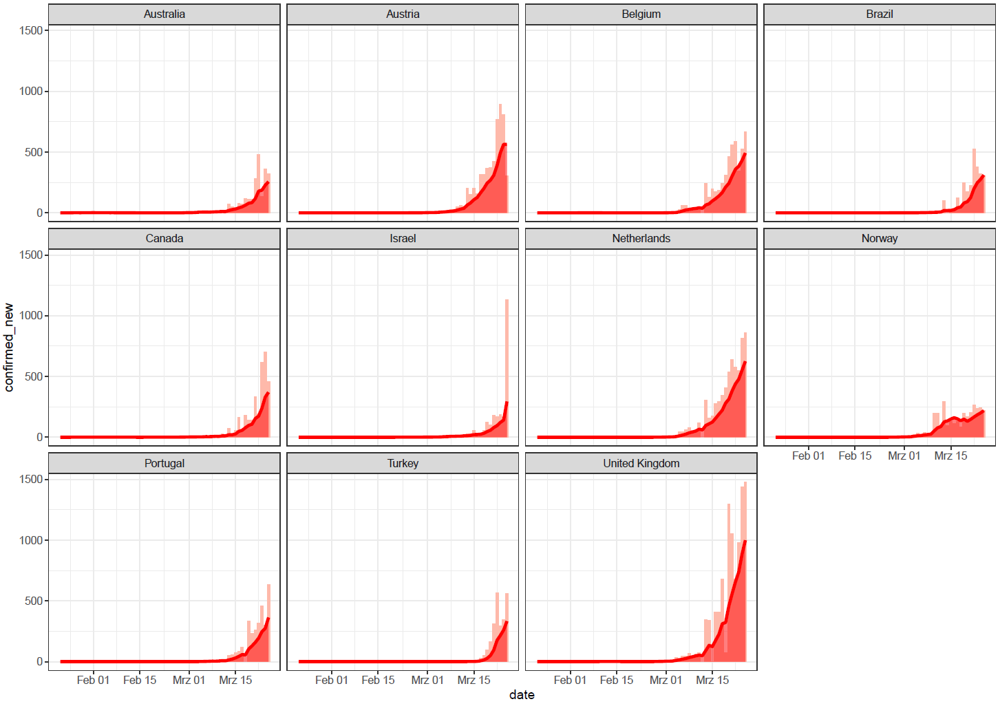 Australia Austria Belgium Brazil
1500
1000
500
0
Canada Israel Netherlands Norway
1500
1000
500
0
confirmed_new
Feb 01 Feb 15 Mrz 01 Mrz 15
Portugal Turkey United Kingdom
1500
1000
500
0
Feb 01 Feb 15 Mrz 01 Mrz 15 Feb 01 Feb 15 Mrz 01 Mrz 15 Feb 01 Feb 15 Mrz 01 Mrz 15
date